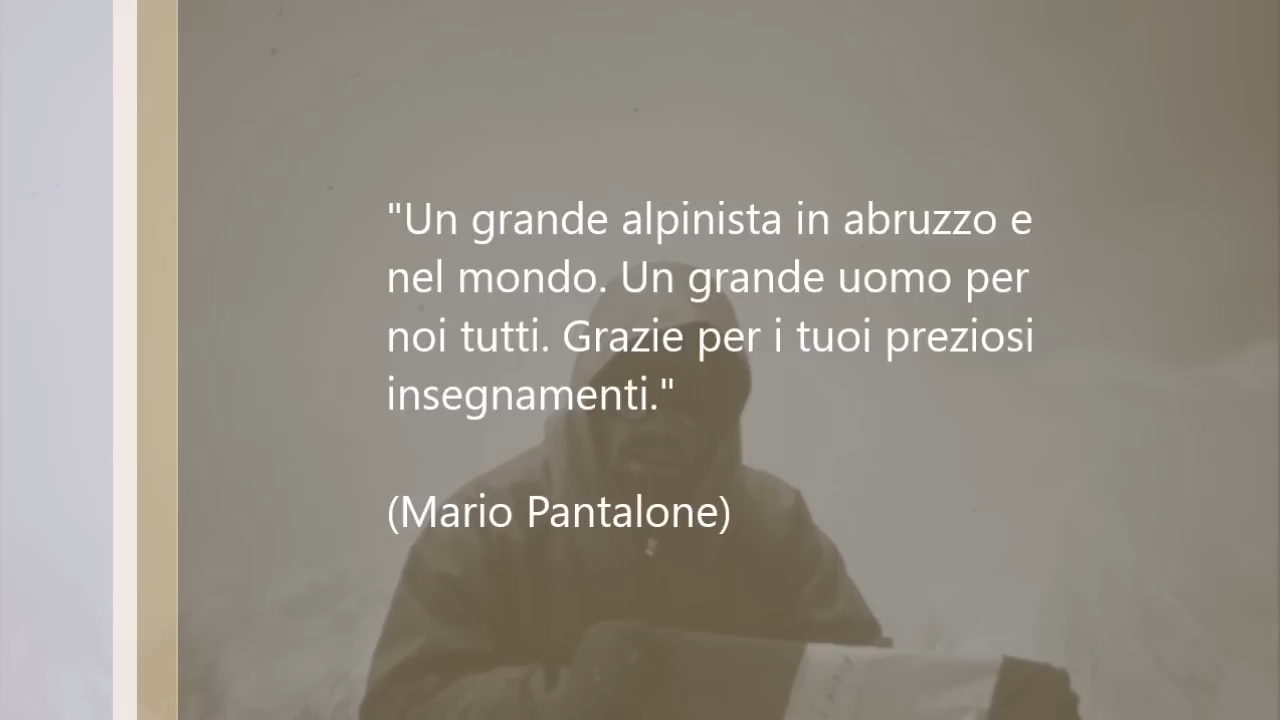 "Un grande alpinista in abruzzo e
nel mondo. Un grande uomo per
noi tutti. Grazie per i tuoi preziosi
insegnamenti."
(Mario Pantalone)